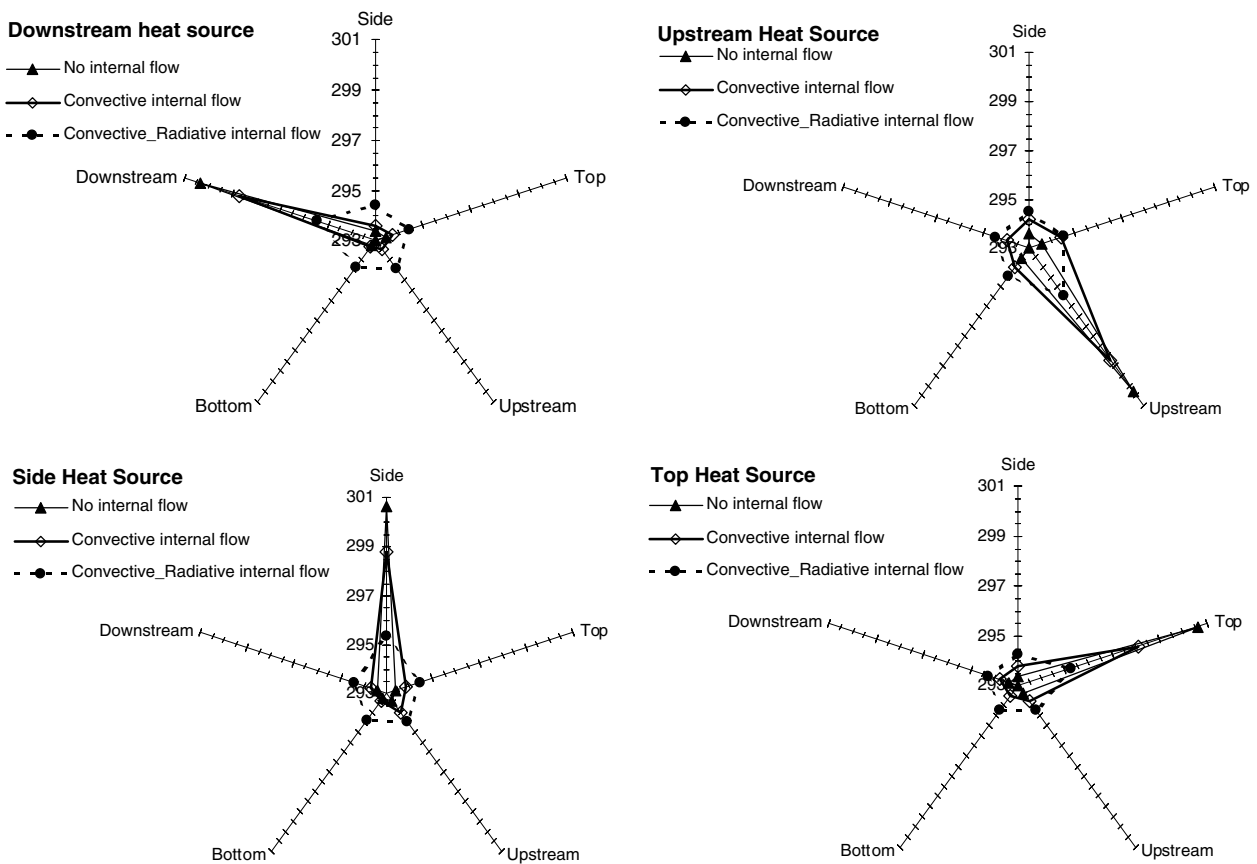 Downstream heat source
No internal flow
Convective internal flow
Convective_Radiative internal flow
Side
301
299
297
295
293
Downstream
Top
Bottom
Upstream
Upstream Heat Source
No internal flow
Convective internal flow
Convective_Radiative internal flow
Side
301
299
297
295
293
Downstream
Top
Bottom
Upstream
Side Heat Source
No internal flow
Convective internal flow
Convective_Radiative internal flow
Side
301
299
297
295
293
Downstream
Top
Bottom
Upstream
Top Heat Source
No internal flow
Convective internal flow
Convective_Radiative internal flow
Side
301
299
297
295
293
Downstream
Top
Bottom
Upstream